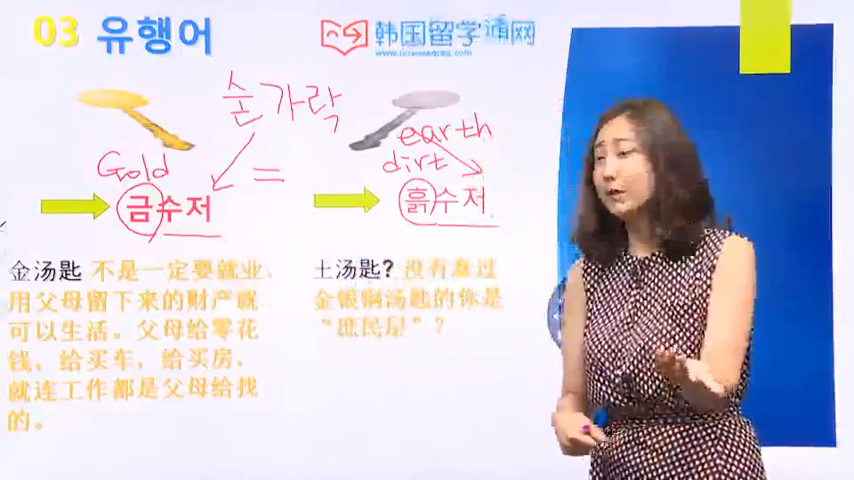 03 유행어
韩国留学通网
숟가락
earth
Gold
dirt
=
금수저
흙수저
金汤匙 不是一定要就业、
用父母留下来的财产就
可以生活。父母给零花
钱，给买车，给买房、
就连工作都是父母给找
的。
土汤匙？没有靠过
金银铜汤匙的你是
“庶民层”？